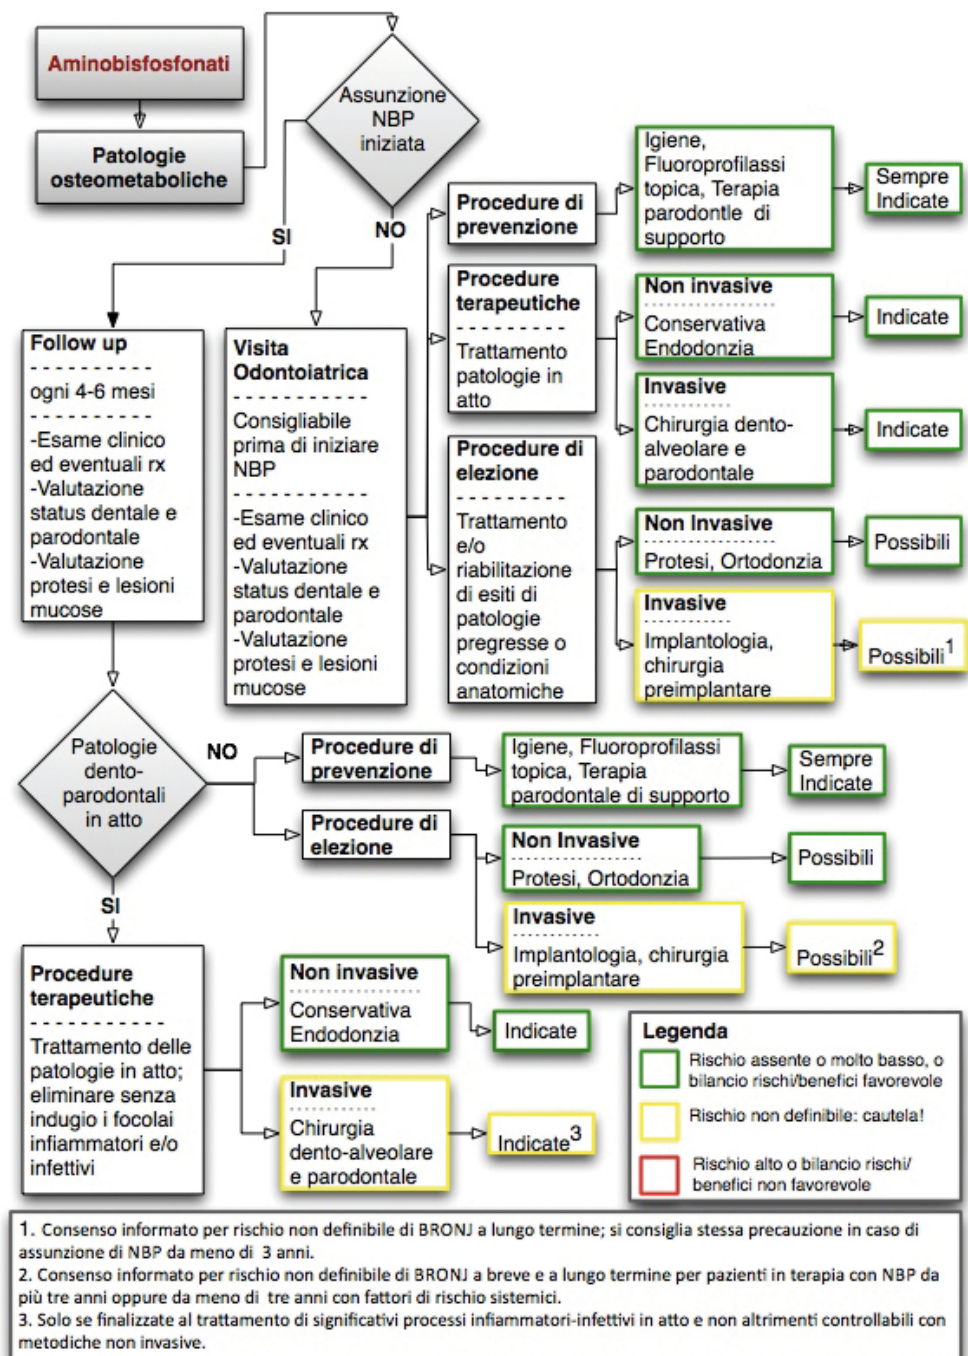 Aminobisfosfonati
Patologie
osteometaboliche
Assunzione
NBP
iniziata
SI
NO
Follow up
- - - - - - - - - -
ogni 4-6 mesi
- - - - - - - - - -
-Esame clinico
ed eventuali rx
-Valutazione
status dentale e
parodontale
-Valutazione
protesi e lesioni
mucose
Visita
Odontoiatrica
- - - - - - - - - - -
Consigliabile
prima di iniziare
NBP
- - - - - - - - - - -
-Esame clinico
ed eventuali rx
-Valutazione
status dentale e
parodontale
-Valutazione
protesi e lesioni
mucose
Procedure di
prevenzione
Igiene,
Fluoroprofilassi
topica, Terapia
parodontle di
supporto
Sempre
Indicate
Procedure
terapeutiche
- - - - - - - - -
Trattamento
patologie in
atto
Non invasive
Conservativa
Endodonzia
Indicate
Invasive
Chirurgia dento-
alveolare e
parodontale
Indicate
Procedure di
elezione
- - - - - - - - -
Trattamento
e/o
riabilitazione
di esiti di
patologie
pregresse o
condizioni
anatomiche
Non Invasive
Protesi, Ortodonzia
Possibili
Invasive
Implantologia,
chirurgia
preimplantare
Possibili1
Patologie
dento-
parodontali
in atto
NO
SI
Procedure di
prevenzione
Igiene, Fluoroprofilassi
topica, Terapia
parodontale di supporto
Sempre
Indicate
Procedure di
elezione
Non Invasive
Protesi, Ortodonzia
Possibili
Invasive
Implantologia, chirurgia
preimplantare
Possibili2
Procedure
terapeutiche
- - - - - - - - - - -
Trattamento delle
patologie in atto;
eliminare senza
indugio i focolai
infiammatori e/o
infettivi
Non invasive
Conservativa
Endodonzia
Indicate
Invasive
Chirurgia
dento-alveolare
e parodontale
Indicate3
Legenda
Rischio assente o molto basso, o
bilancio rischi/benefici favorevole
Rischio non definibile: cautela!
Rischio alto o bilancio rischi/
benefici non favorevole
1. Consenso informato per rischio non definibile di BRONJ a lungo termine; si consiglia stessa precauzione in caso di
assunzione di NBP da meno di 3 anni.
2. Consenso informato per rischio non definibile di BRONJ a breve e a lungo termine per pazienti in terapia con NBP da
più tre anni oppure da meno di tre anni con fattori di rischio sistemici.
3. Solo se finalizzate al trattamento di significativi processi infiammatori-infettivi in atto e non altrimenti controllabili con
metodiche non invasive.